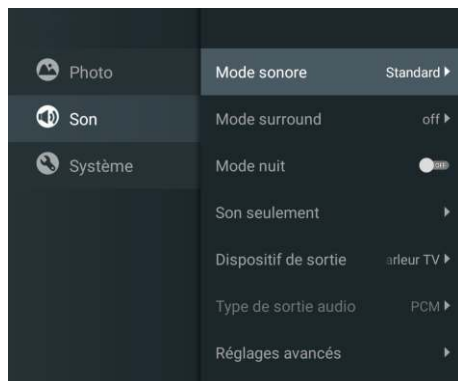 Photo
Son
Système
Mode sonore Standard
Mode surround off
Mode nuit OFF
Son seulement
Dispositif de sortie arleur TV
Type de sortie audio PCM
Réglages avancés